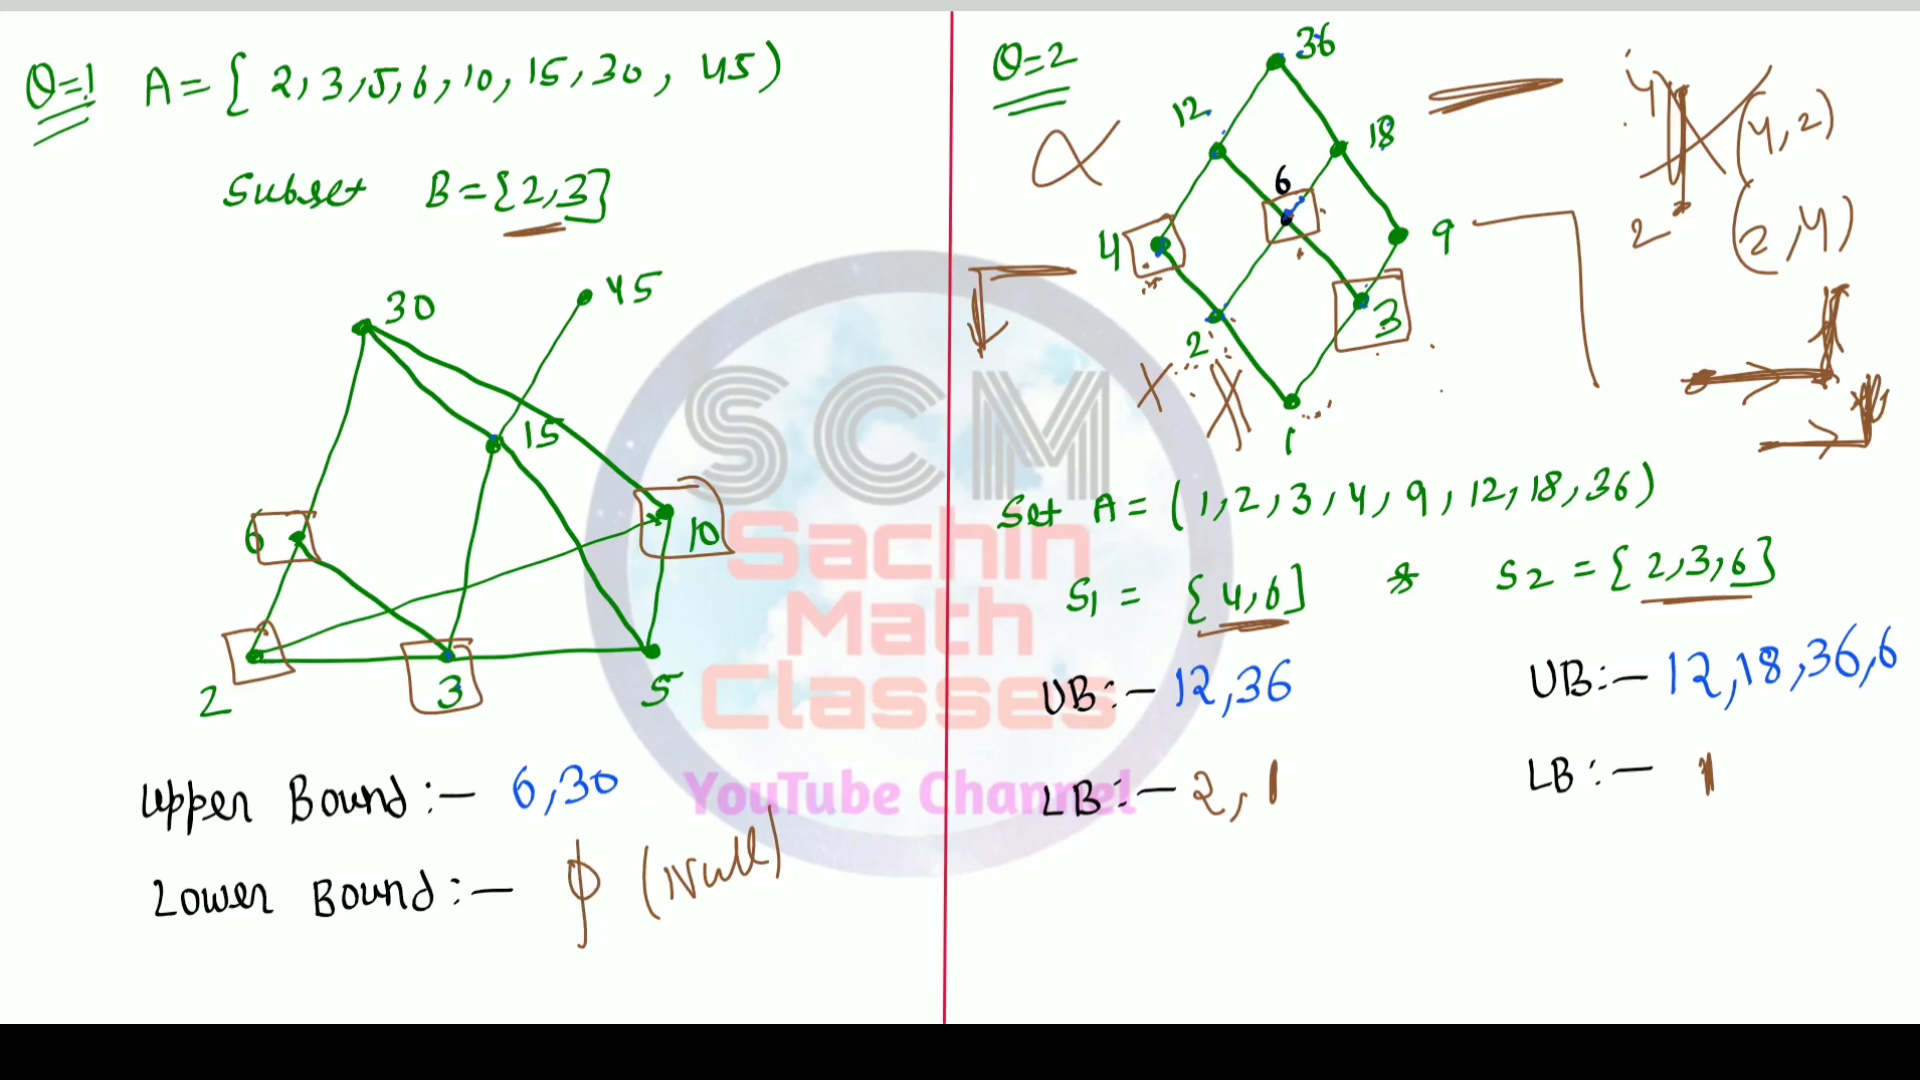 Q=1 A={ 2,3,5,6,10,15,30, 45)
Subset B={2,3}
30
45
15
6
10
2
3
5
Upper Bound:- 6,30
Lower Bound:- φ (Null)
Q=2
36
12
18
6
4
9
2
3
1
4
(4,2)
2
(2,4)
Set A=(1,2,3,4,9,12,18,36)
S1 = {4,6} & S2 = {2,3,6}
UB:- 12,36
UB:- 12,18,36,6
LB:- 2,1
LB:- 1
SCM
Sachin
Math
Classes
YouTube Channel